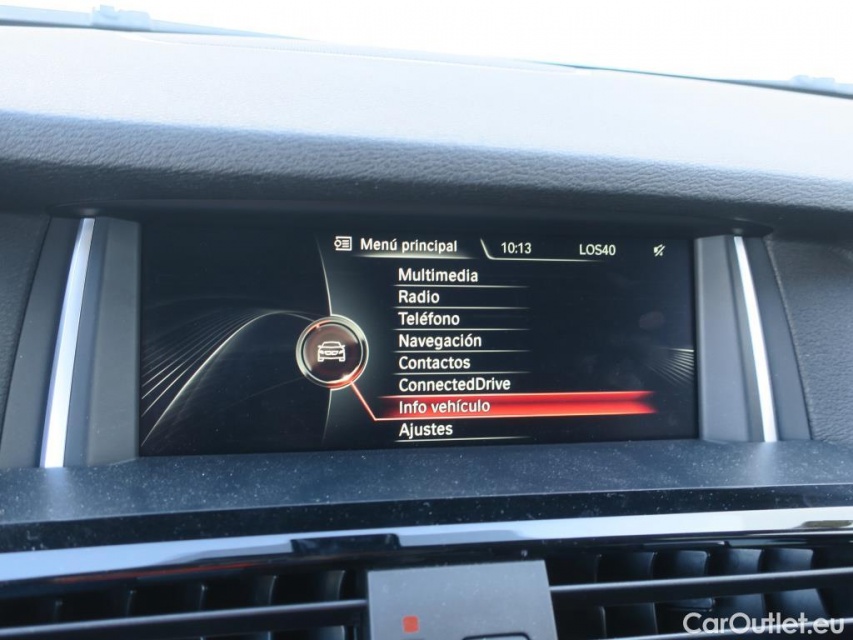 Menú principal 10:13 LOS40
Multimedia
Radio
Teléfono
Navegación
Contactos
ConnectedDrive
Info vehículo
Ajustes
CarOutlet.eu